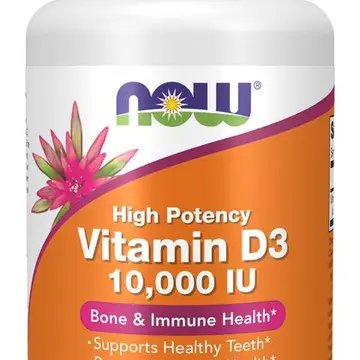 now®
High Potency
Vitamin D3
10,000 IU
Bone & Immune Health*
• Supports Healthy Teeth*